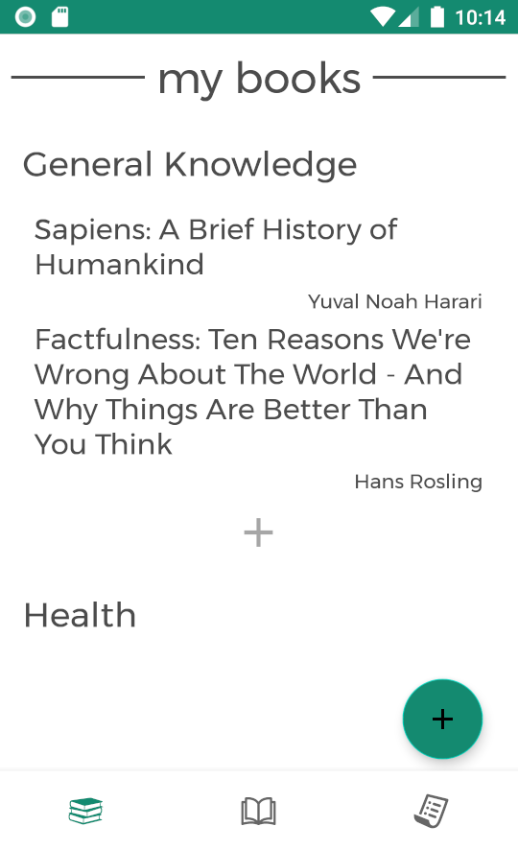 10:14
my books
General Knowledge
Sapiens: A Brief History of
Humankind
Yuval Noah Harari
Factfulness: Ten Reasons We're
Wrong About The World - And
Why Things Are Better Than
You Think
Hans Rosling
+
Health
+